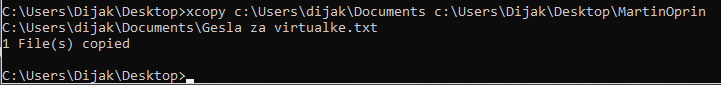 C:\Users\Dijak\Desktop>xcopy c:\Users\dijak\Documents c:\Users\Dijak\Desktop\MartinOprin
C:\Users\dijak\Documents\Gesla za virtualke.txt
1 File(s) copied
C:\Users\Dijak\Desktop>